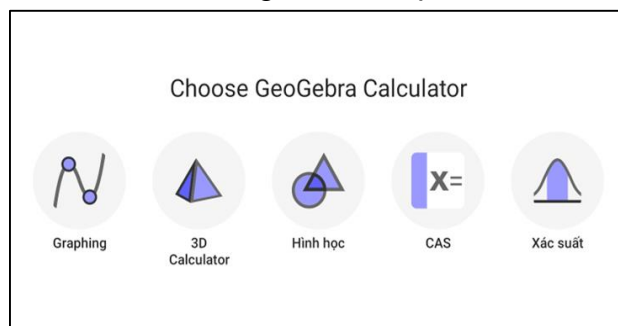 Choose GeoGebra Calculator
X=
Graphing
3D
Calculator
Hình học
CAS
Xác suất